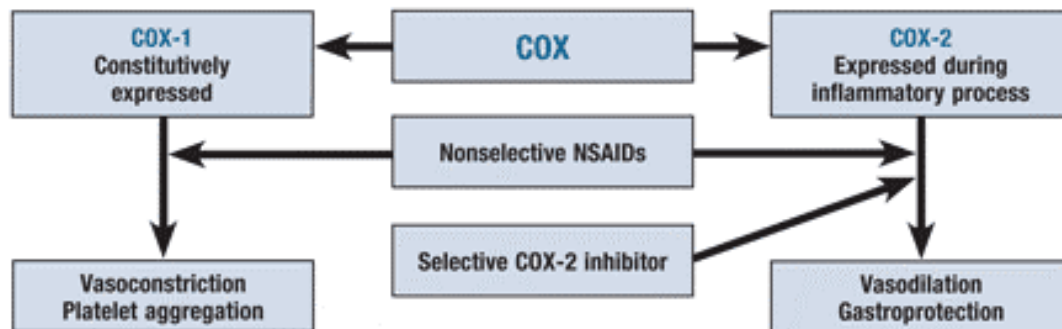 COX-1
Constitutively
expressed
COX
COX-2
Expressed during
inflammatory process
Nonselective NSAIDs
Selective COX-2 inhibitor
Vasoconstriction
Platelet aggregation
Vasodilation
Gastroprotection